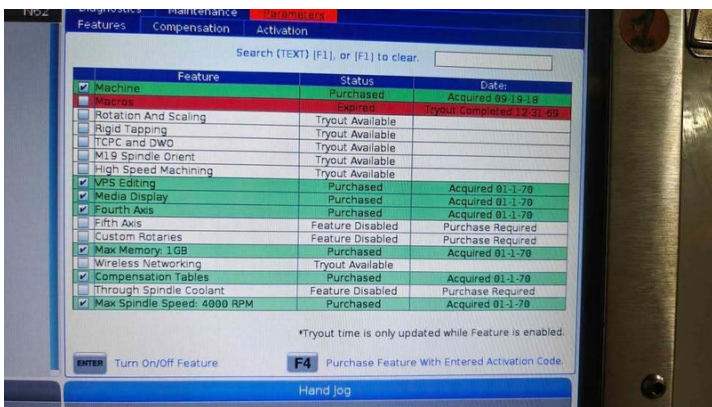 N62
Diagnostics Maintenance Parameters
Features Compensation Activation
Search (TEXT) [F1], or [F1] to clear.
Feature Status Date:
Machine Purchased Acquired 09-19-18
Macros Expired Tryout Completed 12-31-69
Rotation And Scaling Tryout Available
Rigid Tapping Tryout Available
TCPC and DWO Tryout Available
M19 Spindle Orient Tryout Available
High Speed Machining Tryout Available
VPS Editing Purchased Acquired 01-1-70
Media Display Purchased Acquired 01-1-70
Fourth Axis Purchased Acquired 01-1-70
Fifth Axis Feature Disabled Purchase Required
Custom Rotaries Feature Disabled Purchase Required
Max Memory: 1GB Purchased Acquired 01-1-70
Wireless Networking Tryout Available
Compensation Tables Purchased Acquired 01-1-70
Through Spindle Coolant Feature Disabled Purchase Required
Max Spindle Speed: 4000 RPM Purchased Acquired 01-1-70
*Tryout time is only updated while Feature is enabled.
ENTER Turn On/Off Feature F4 Purchase Feature With Entered Activation Code.
Hand Jog